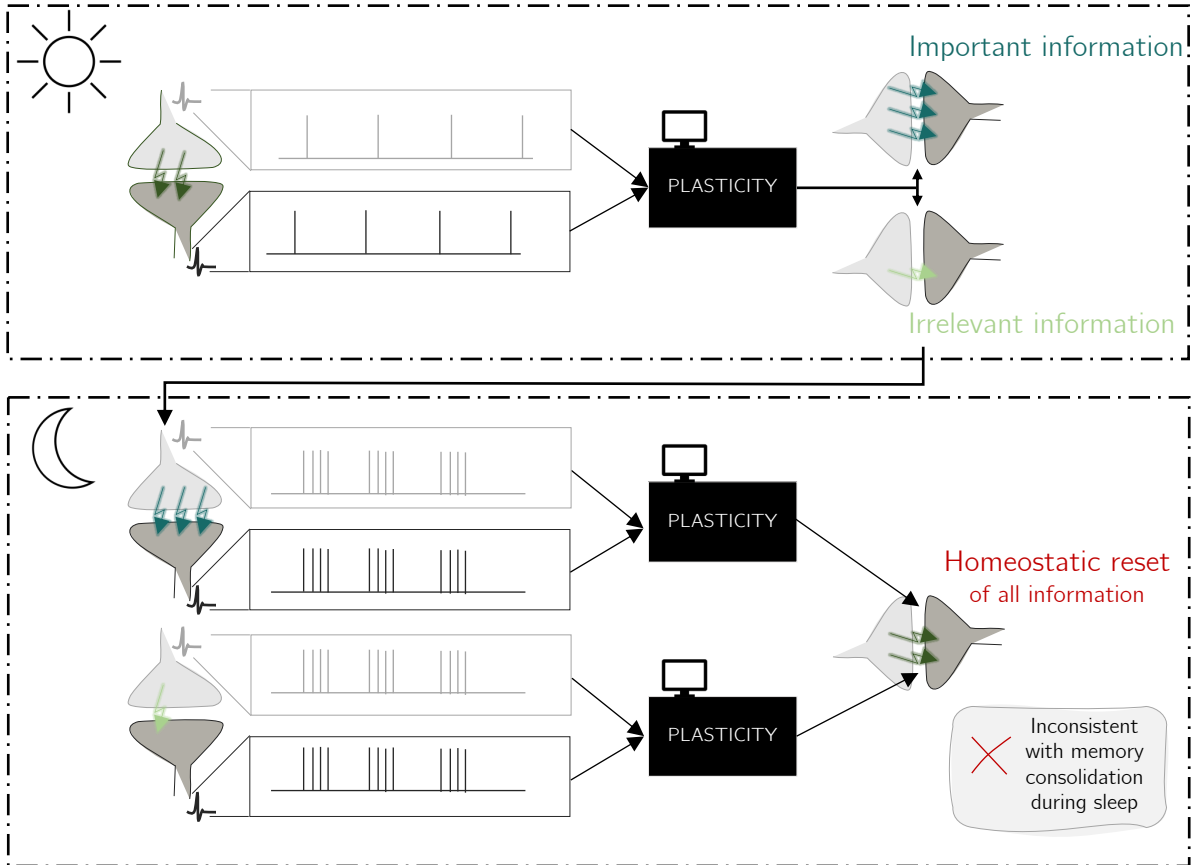 Important information
PLASTICITY
Irrelevant information
PLASTICITY
Homeostatic reset
of all information
PLASTICITY
Inconsistent
with memory
consolidation
during sleep